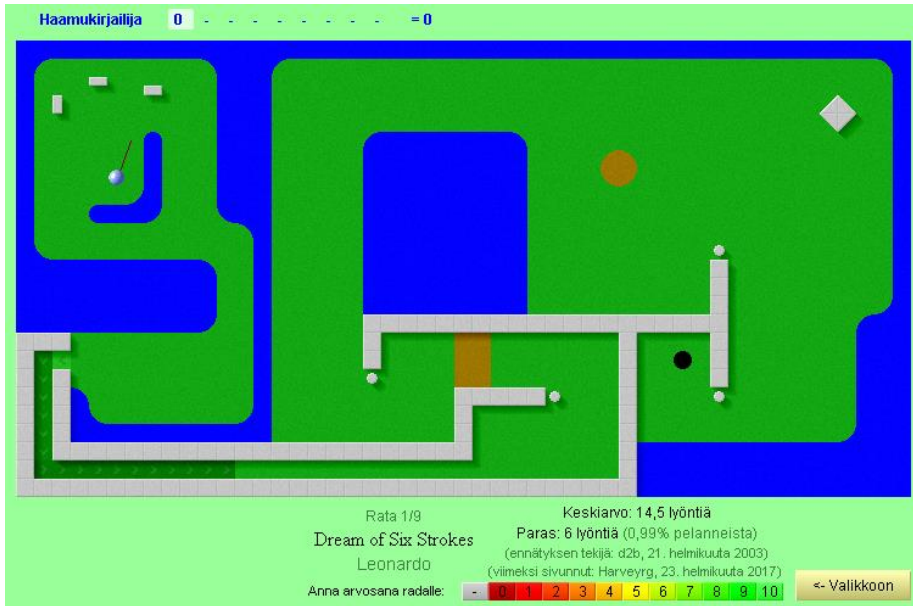 Haamukirjailija 0 - - - - - - - - = 0
Rata 1/9
Dream of Six Strokes
Leonardo
Keskiarvo: 14,5 lyöntiä
Paras: 6 lyöntiä (0,99% pelanneista)
(ennätyksen tekijä: d2b, 21. helmikuuta 2003)
(viimeksi sivunnut: Harveyrg, 23. helmikuuta 2017)
Anna arvosana radalle: - 0 1 2 3 4 5 6 7 8 9 10
<- Valikkoon